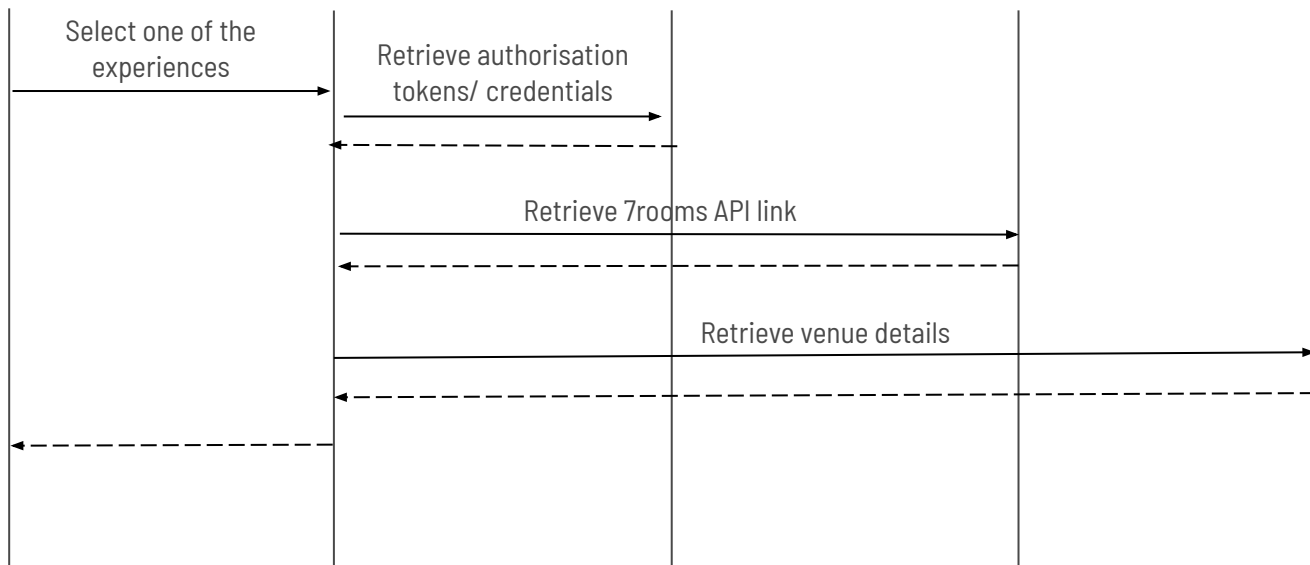 Select one of the
experiences
Retrieve authorisation
tokens/ credentials
Retrieve 7rooms API link
Retrieve venue details